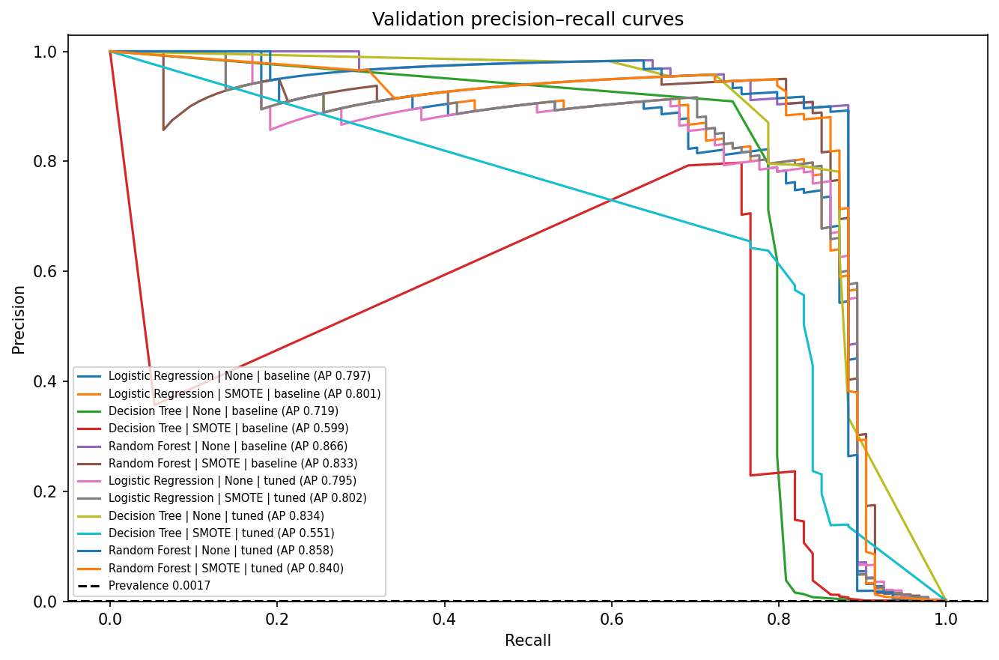 Validation precision–recall curves
1.0
0.8
0.6
0.4
0.2
0.0
Precision
Logistic Regression | None | baseline (AP 0.797)
Logistic Regression | SMOTE | baseline (AP 0.801)
Decision Tree | None | baseline (AP 0.719)
Decision Tree | SMOTE | baseline (AP 0.599)
Random Forest | None | baseline (AP 0.866)
Random Forest | SMOTE | baseline (AP 0.833)
Logistic Regression | None | tuned (AP 0.795)
Logistic Regression | SMOTE | tuned (AP 0.802)
Decision Tree | None | tuned (AP 0.834)
Decision Tree | SMOTE | tuned (AP 0.551)
Random Forest | None | tuned (AP 0.858)
Random Forest | SMOTE | tuned (AP 0.840)
Prevalence 0.0017
0.0 0.2 0.4 0.6 0.8 1.0
Recall